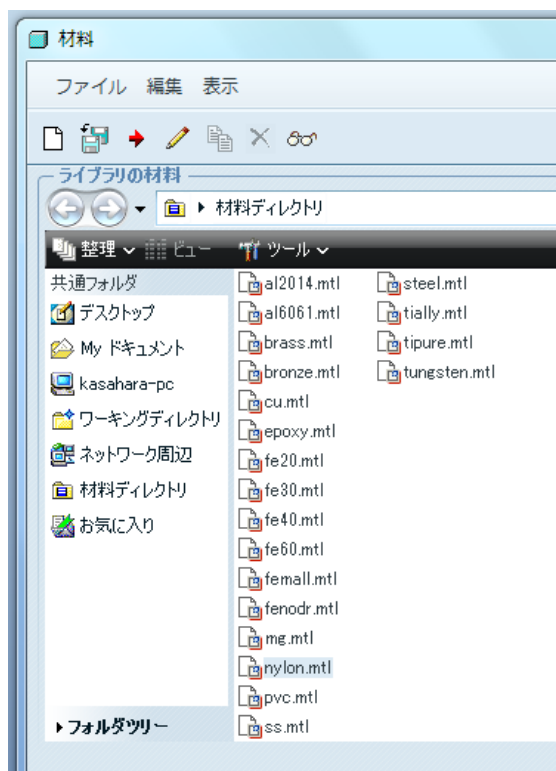 材料
ファイル 編集 表示
ライブラリの材料
材料ディレクトリ
整理 ビュー ツール
共通フォルダ
デスクトップ
My ドキュメント
kasahara-pc
ワーキングディレクトリ
ネットワーク周辺
材料ディレクトリ
お気に入り
フォルダツリー
al2014.mtl
al6061.mtl
brass.mtl
bronze.mtl
cu.mtl
epoxy.mtl
fe20.mtl
fe30.mtl
fe40.mtl
fe60.mtl
femall.mtl
fenodr.mtl
mg.mtl
nylon.mtl
pvc.mtl
ss.mtl
steel.mtl
tially.mtl
tipure.mtl
tungsten.mtl